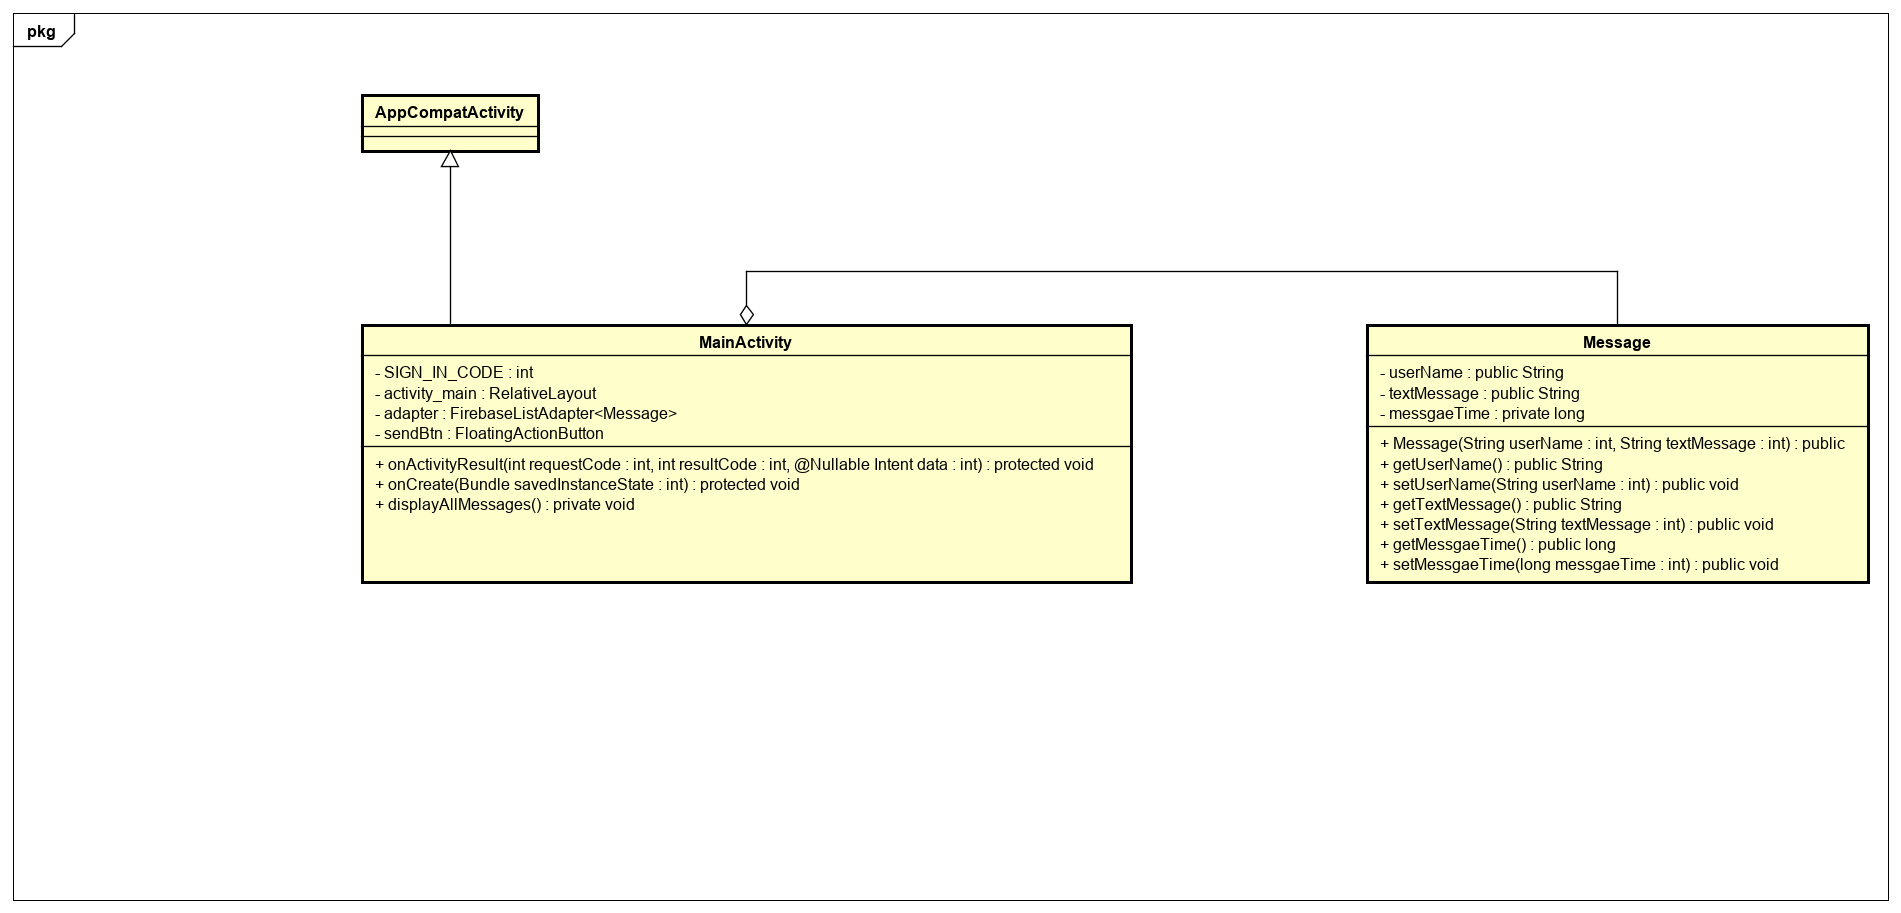 pkg
AppCompatActivity
MainActivity
- SIGN_IN_CODE : int
- activity_main : RelativeLayout
- adapter : FirebaseListAdapter<Message>
- sendBtn : FloatingActionButton
+ onActivityResult(int requestCode : int, int resultCode : int, @Nullable Intent data : int) : protected void
+ onCreate(Bundle savedInstanceState : int) : protected void
+ displayAllMessages() : private void
Message
- userName : public String
- textMessage : public String
- messgaeTime : private long
+ Message(String userName : int, String textMessage : int) : public
+ getUserName() : public String
+ setUserName(String userName : int) : public void
+ getTextMessage() : public String
+ setTextMessage(String textMessage : int) : public void
+ getMessgaeTime() : public long
+ setMessgaeTime(long messgaeTime : int) : public void